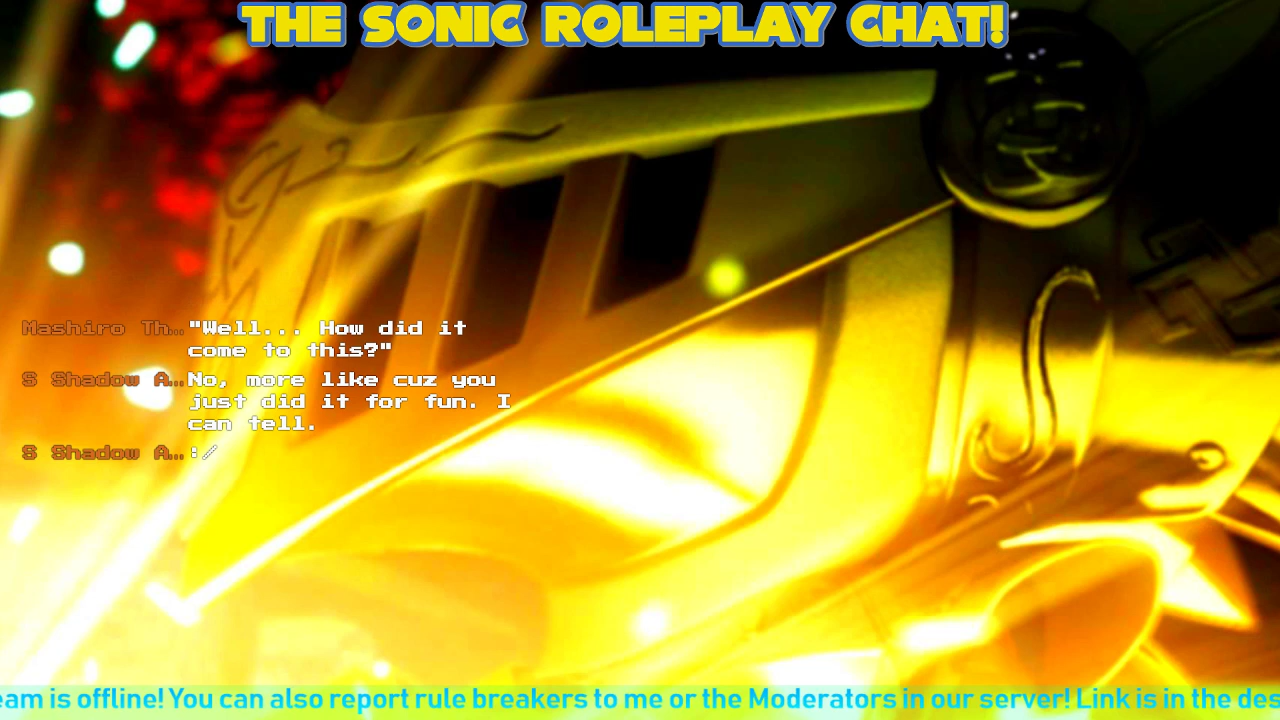 THE SONIC ROLEPLAY CHAT!
Mashiro Th... "Well... How did it
come to this?"
S Shadow A... No, more like cuz you
just did it for fun. I
can tell.
S Shadow A... :/
eam is offline! You can also report rule breakers to me or the Moderators in our server! Link is in the des